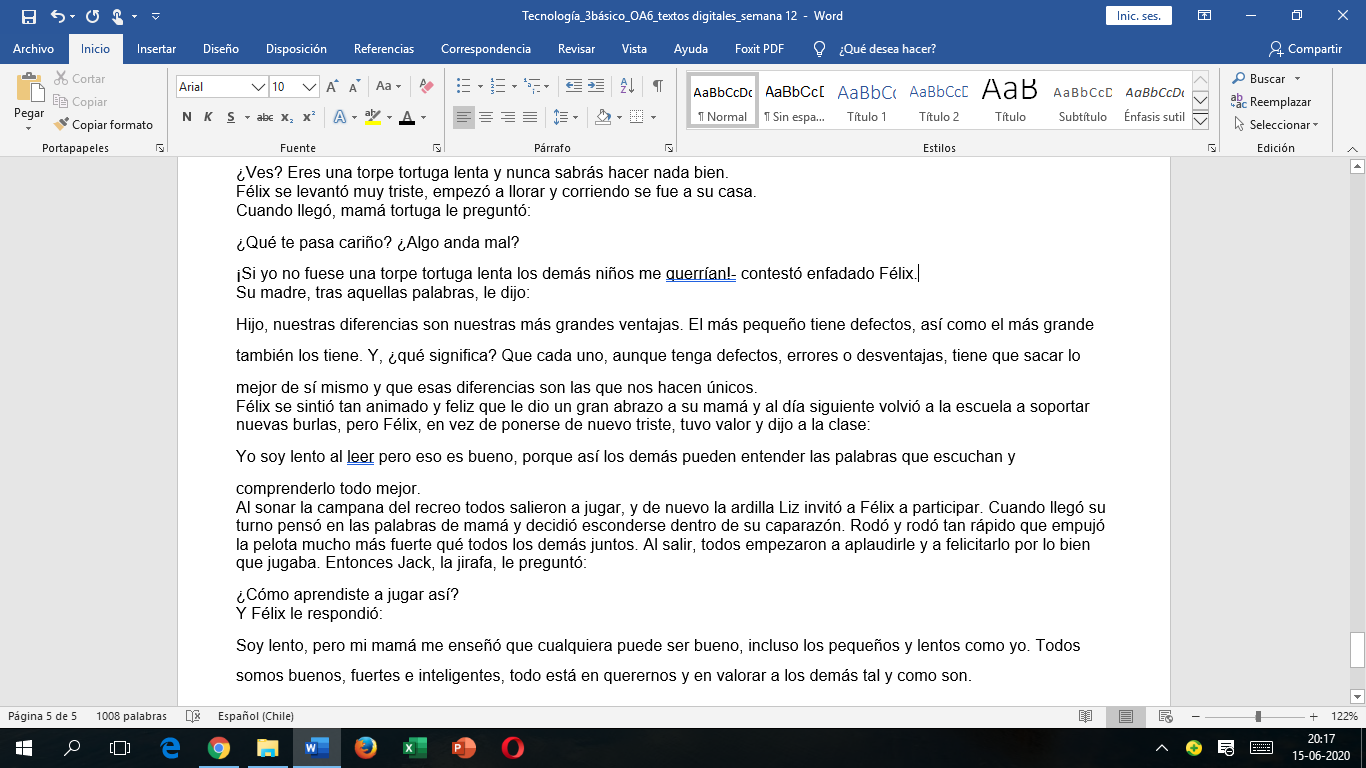 Tecnología_3básico_OA6_textos digitales_semana 12 - Word
Inic. ses.
Archivo Inicio Insertar Diseño Disposición Referencias Correspondencia Revisar Vista Ayuda Foxit PDF ¿Qué desea hacer? Compartir
Pegar
Cortar
Copiar
Copiar formato
Portapapeles
Arial 10
Aa
N K S abc x₂ x²
Fuente
Párrafo
AaBbCcDc AaBbCcD AaBbCc AaBbCcD AaB AaBbCcD AaBbCcDc
¶ Normal ¶ Sin espa... Título 1 Título 2 Título Subtítulo Énfasis sutil
Estilos
Buscar
Reemplazar
Seleccionar
Edición
¿Ves? Eres una torpe tortuga lenta y nunca sabrás hacer nada bien.
Félix se levantó muy triste, empezó a llorar y corriendo se fue a su casa.
Cuando llegó, mamá tortuga le preguntó:
¿Qué te pasa cariño? ¿Algo anda mal?
¡Si yo no fuese una torpe tortuga lenta los demás niños me querrían!- contestó enfadado Félix.
Su madre, tras aquellas palabras, le dijo:
Hijo, nuestras diferencias son nuestras más grandes ventajas. El más pequeño tiene defectos, así como el más grande
también los tiene. Y, ¿qué significa? Que cada uno, aunque tenga defectos, errores o desventajas, tiene que sacar lo
mejor de sí mismo y que esas diferencias son las que nos hacen únicos.
Félix se sintió tan animado y feliz que le dio un gran abrazo a su mamá y al día siguiente volvió a la escuela a soportar
nuevas burlas, pero Félix, en vez de ponerse de nuevo triste, tuvo valor y dijo a la clase:
Yo soy lento al leer pero eso es bueno, porque así los demás pueden entender las palabras que escuchan y
comprenderlo todo mejor.
Al sonar la campana del recreo todos salieron a jugar, y de nuevo la ardilla Liz invitó a Félix a participar. Cuando llegó su
turno pensó en las palabras de mamá y decidió esconderse dentro de su caparazón. Rodó y rodó tan rápido que empujó
la pelota mucho más fuerte qué todos los demás juntos. Al salir, todos empezaron a aplaudirle y a felicitarlo por lo bien
que jugaba. Entonces Jack, la jirafa, le preguntó:
¿Cómo aprendiste a jugar así?
Y Félix le respondió:
Soy lento, pero mi mamá me enseñó que cualquiera puede ser bueno, incluso los pequeños y lentos como yo. Todos
somos buenos, fuertes e inteligentes, todo está en querernos y en valorar a los demás tal y como son.
Página 5 de 5 1008 palabras Español (Chile) 122%
20:17
15-06-2020